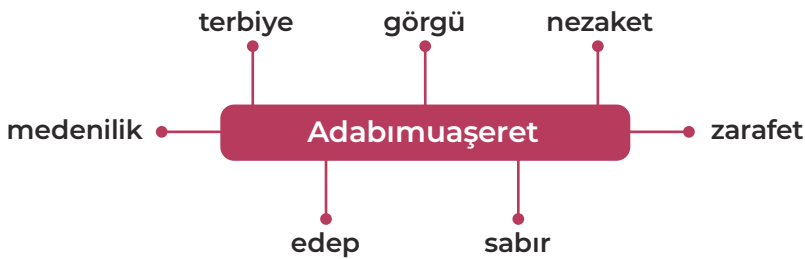 terbiye görgü nezaket
medenilik Adabımuaşeret zarafet
edep sabır